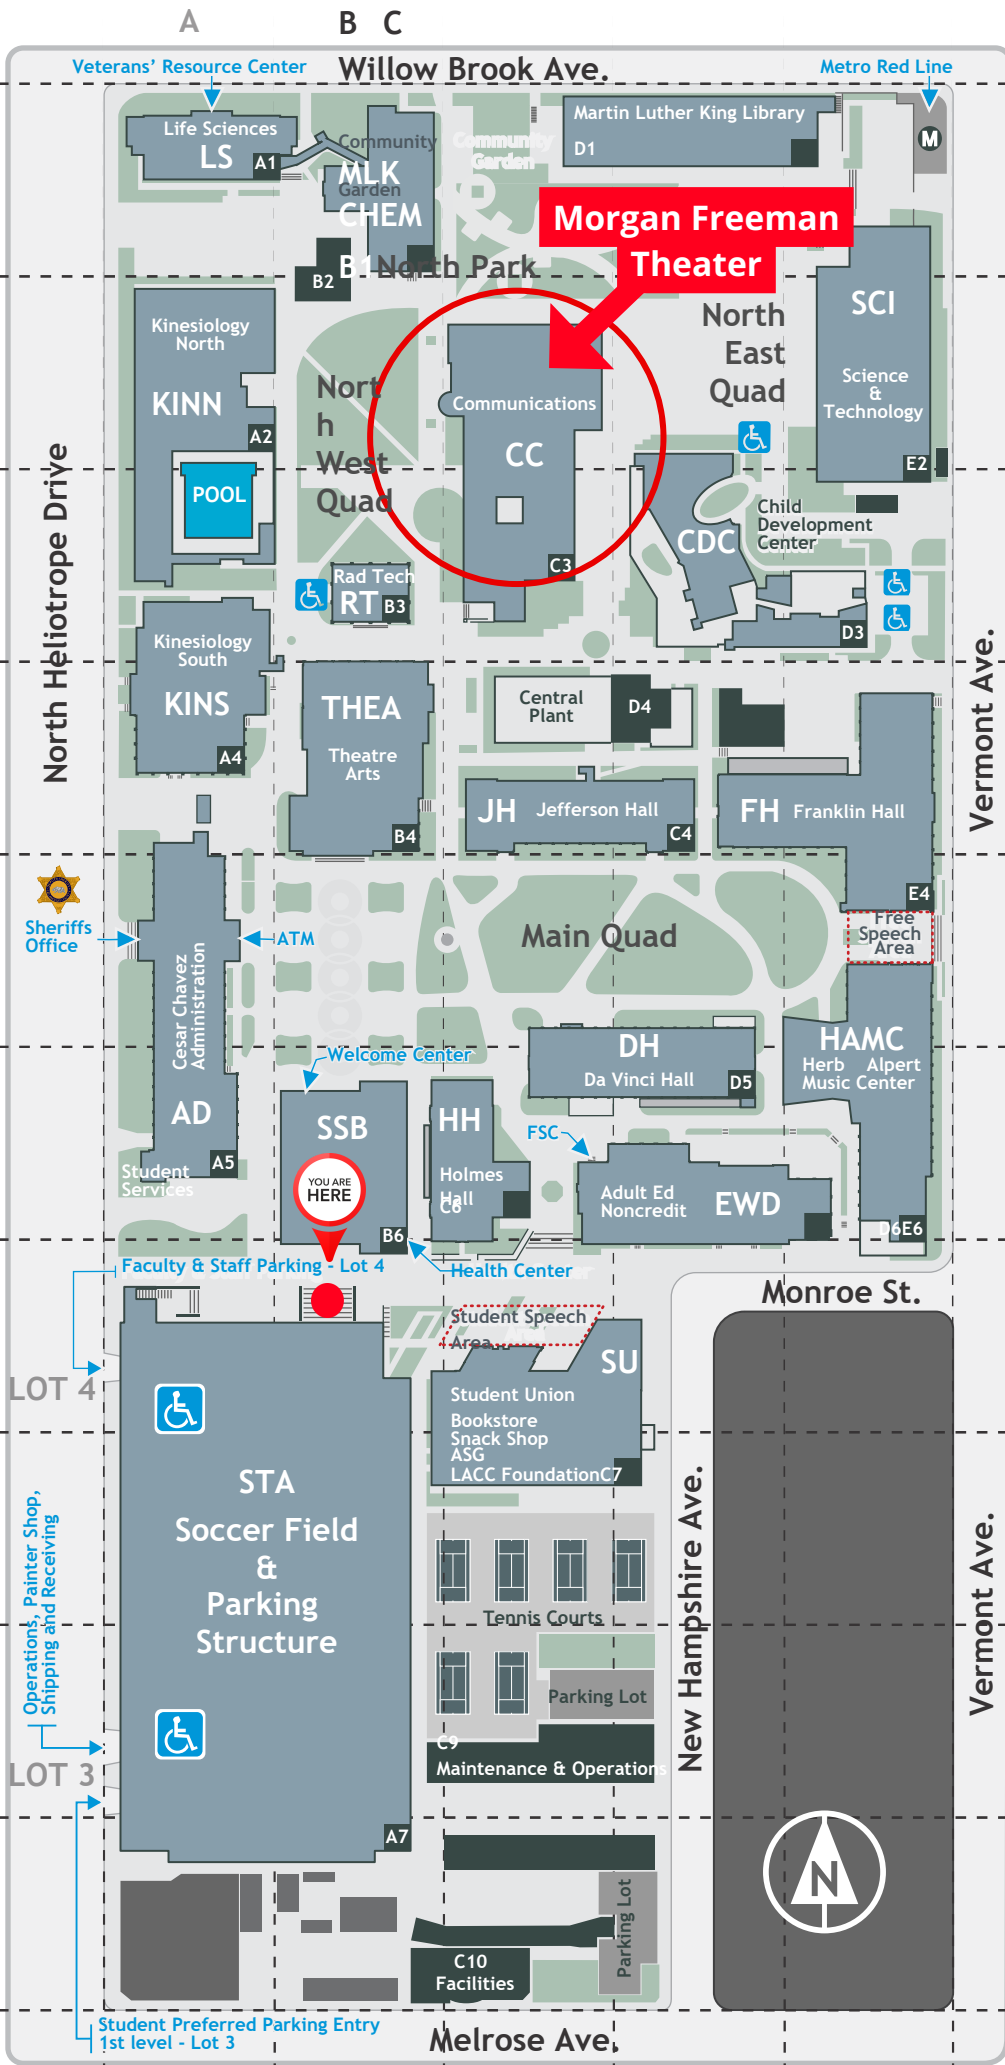 A
B C
Willow Brook Ave.
Veterans' Resource Center
Metro Red Line
Life Sciences
LS
A1
Community
Garden
MLK
CHEM
B1
B2
North Park
Community
Garden
Martin Luther King Library
D1
M
Morgan Freeman
Theater
SCI
Science
&
Technology
E2
North
East
Quad
Kinesiology
North
KINN
A2
POOL
Nort
h
West
Quad
Communications
CC
C3
CDC
Child
Development
Center
D3
Rad Tech
RT
B3
North Heliotrope Drive
Vermont Ave.
Kinesiology
South
KINS
A4
THEA
Theatre
Arts
B4
Central
Plant
D4
JH
Jefferson Hall
C4
FH
Franklin Hall
E4
Free
Speech
Area
Sheriffs
Office
ATM
Cesar Chavez
Administration
AD
A5
Student
Services
Main Quad
Welcome Center
SSB
YOU ARE
HERE
B6
HH
Holmes
Hall
C6
DH
Da Vinci Hall
D5
HAMC
Herb Alpert
Music Center
FSC
Adult Ed
Noncredit
EWD
D6E6
Faculty & Staff Parking - Lot 4
Health Center
Monroe St.
LOT 4
Student Speech
Area
SU
Student Union
Bookstore
Snack Shop
ASG
LACC Foundation
C7
STA
Soccer Field
&
Parking
Structure
A7
Operations, Painter Shop,
Shipping and Receiving
LOT 3
Tennis Courts
Parking Lot
C9
Maintenance & Operations
New Hampshire Ave.
Vermont Ave.
N
Parking Lot
C10
Facilities
Student Preferred Parking Entry
1st level - Lot 3
Melrose Ave.